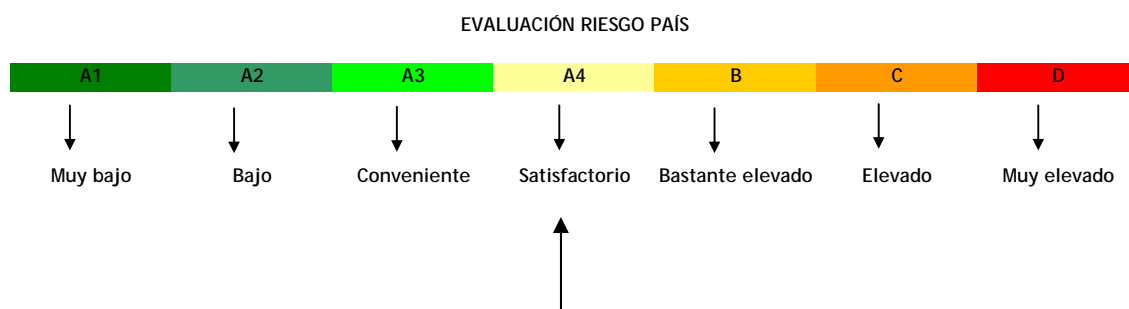 EVALUACIÓN RIESGO PAÍS
A1 A2 A3 A4 B C D
Muy bajo Bajo Conveniente Satisfactorio Bastante elevado Elevado Muy elevado